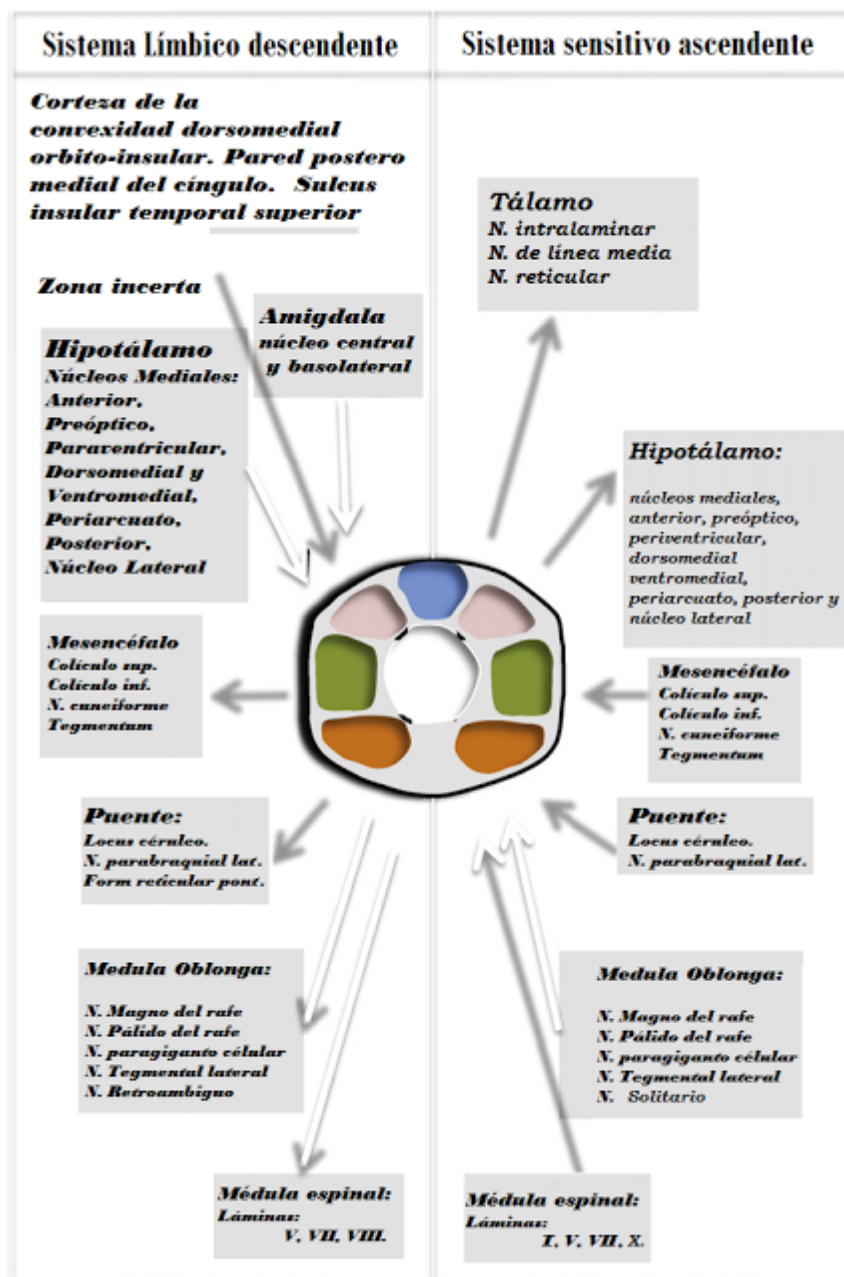 Sistema Límbico descendente
Sistema sensitivo ascendente
Corteza de la
convexidad dorsomedial
orbito-insular. Pared postero
medial del cíngulo. Sulcus
insular temporal superior
Zona incerta
Amigdala
núcleo central
y basolateral
Hipotálamo
Núcleos Mediales:
Anterior,
Preóptico,
Paraventricular,
Dorsomedial y
Ventromedial,
Periarcuato,
Posterior,
Núcleo Lateral
Mesencéfalo
Colículo sup.
Colículo inf.
N. cuneiforme
Tegmentum
Puente:
Locus céruleo.
N. parabraquial lat.
Form reticular pont.
Medula Oblonga:
N. Magno del rafe
N. Pálido del rafe
N. paragiganto célular
N. Tegmental lateral
N. Retroambiguo
Médula espinal:
Láminas:
V, VII, VIII.
Tálamo
N. intralaminar
N. de línea media
N. reticular
Hipotálamo:
núcleos mediales,
anterior, preóptico,
periventricular,
dorsomedial
ventromedial,
periarcuato, posterior y
núcleo lateral
Mesencéfalo
Colículo sup.
Colículo inf.
N. cuneiforme
Tegmentum
Puente:
Locus céruleo.
N. parabraquial lat.
Medula Oblonga:
N. Magno del rafe
N. Pálido del rafe
N. paragiganto célular
N. Tegmental lateral
N. Solitario
Médula espinal:
Láminas:
I, V, VII, X.